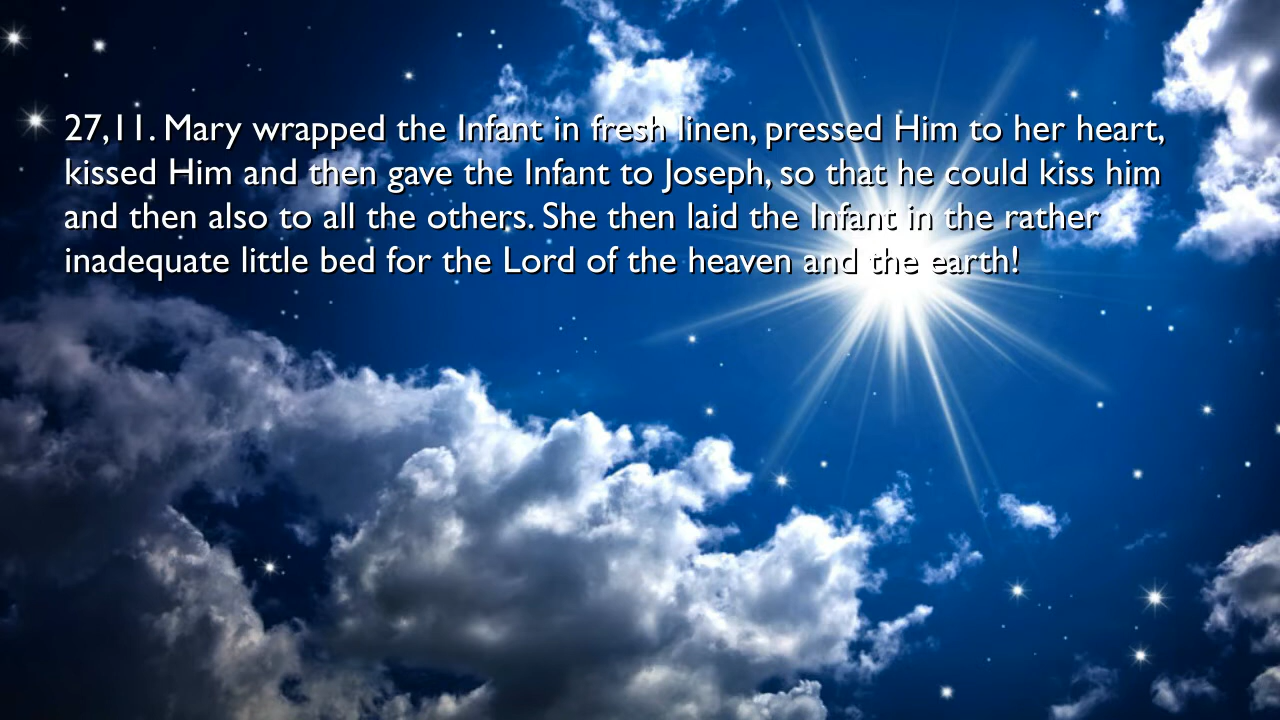 27,11. Mary wrapped the Infant in fresh linen, pressed Him to her heart,
kissed Him and then gave the Infant to Joseph, so that he could kiss him
and then also to all the others. She then laid the Infant in the rather
inadequate little bed for the Lord of the heaven and the earth!